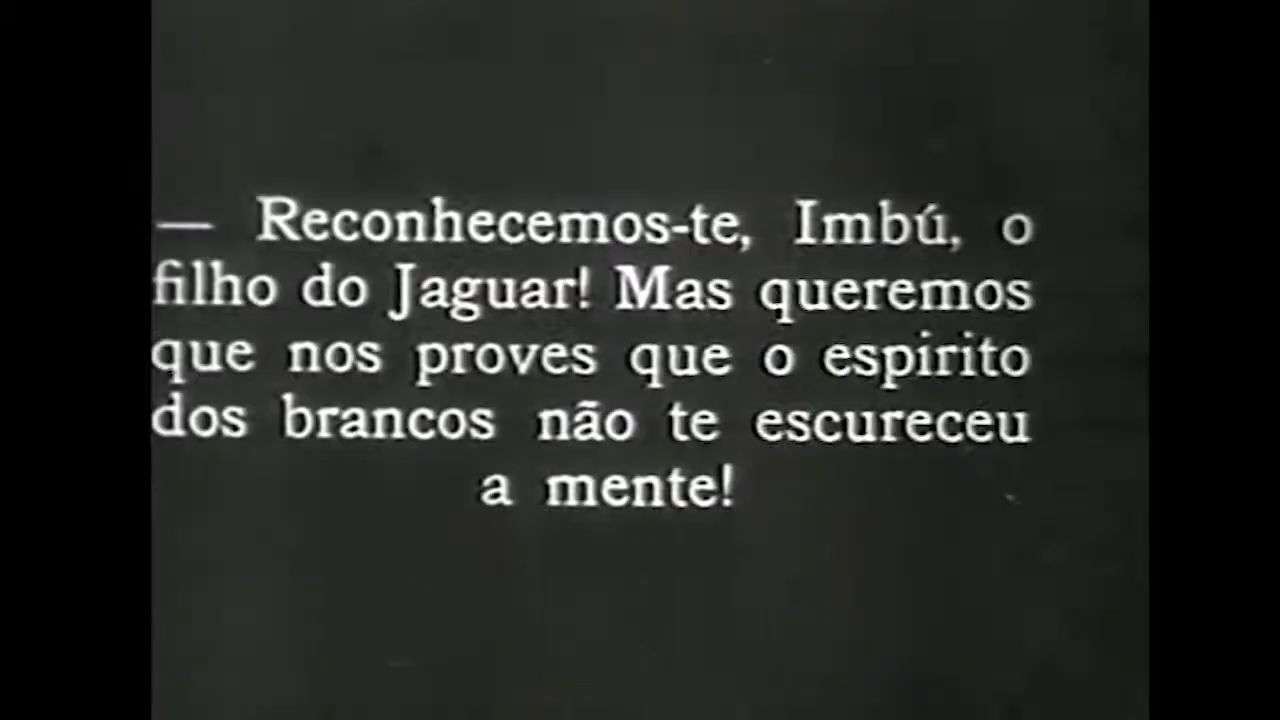 — Reconhecemos-te, Imbú, o
filho do Jaguar! Mas queremos
que nos proves que o espirito
dos brancos não te escureceu
a mente!